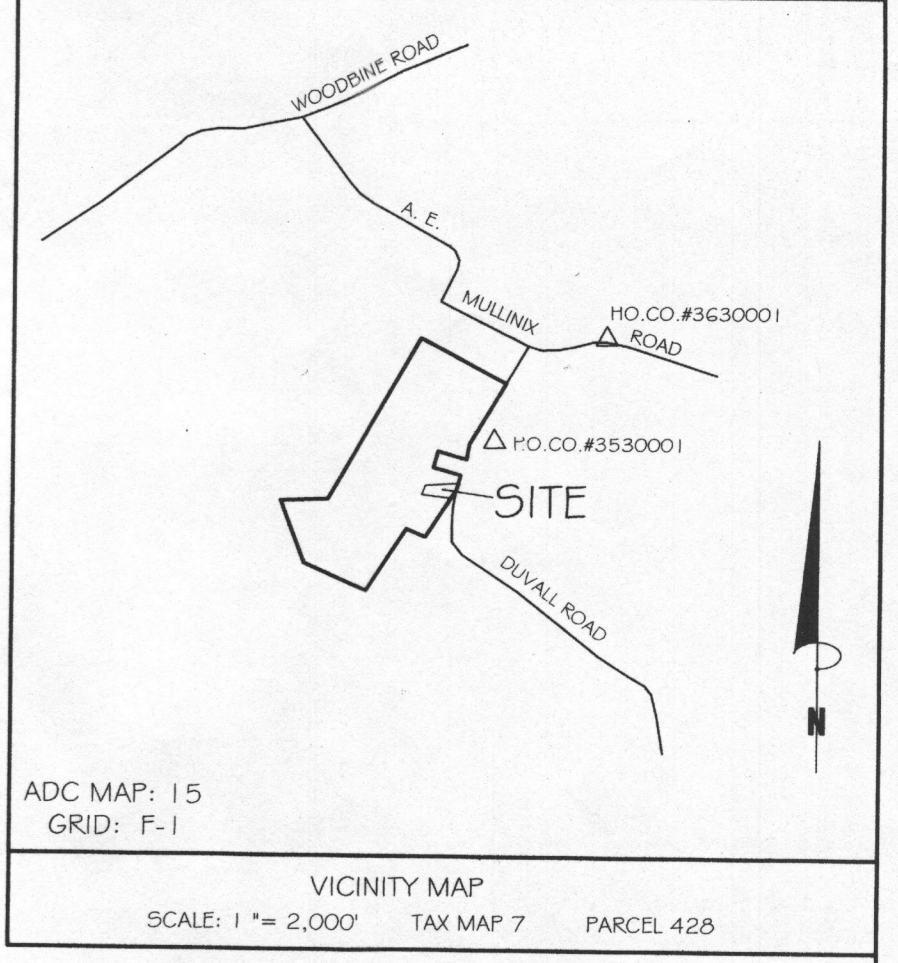 WOODBINE ROAD
A. E.
MULLINIX
HO.CO.#3630001
ROAD
HO.CO.#3530001
SITE
DUVALL ROAD
N
ADC MAP: 15
GRID: F-1
VICINITY MAP
SCALE: 1 "= 2,000' TAX MAP 7 PARCEL 428